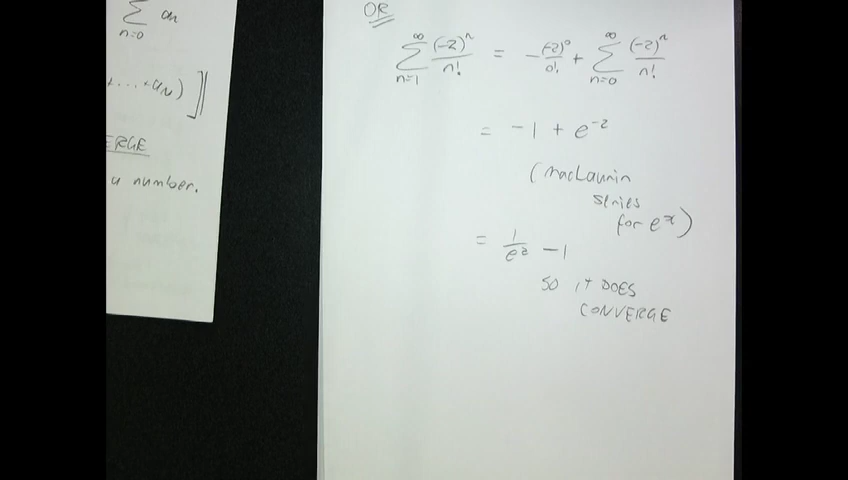 ∑_{n=0} a_n
+ ... + a_N) ]
ERGE
a number.
OR
∑_{n=1}^{∞} (-2)^n / n! = - (-2)^0 / 0! + ∑_{n=0}^{∞} (-2)^n / n!
= -1 + e^{-2}
(MacLaurin
series
for e^x)
= 1/e^2 - 1
SO IT DOES
CONVERGE